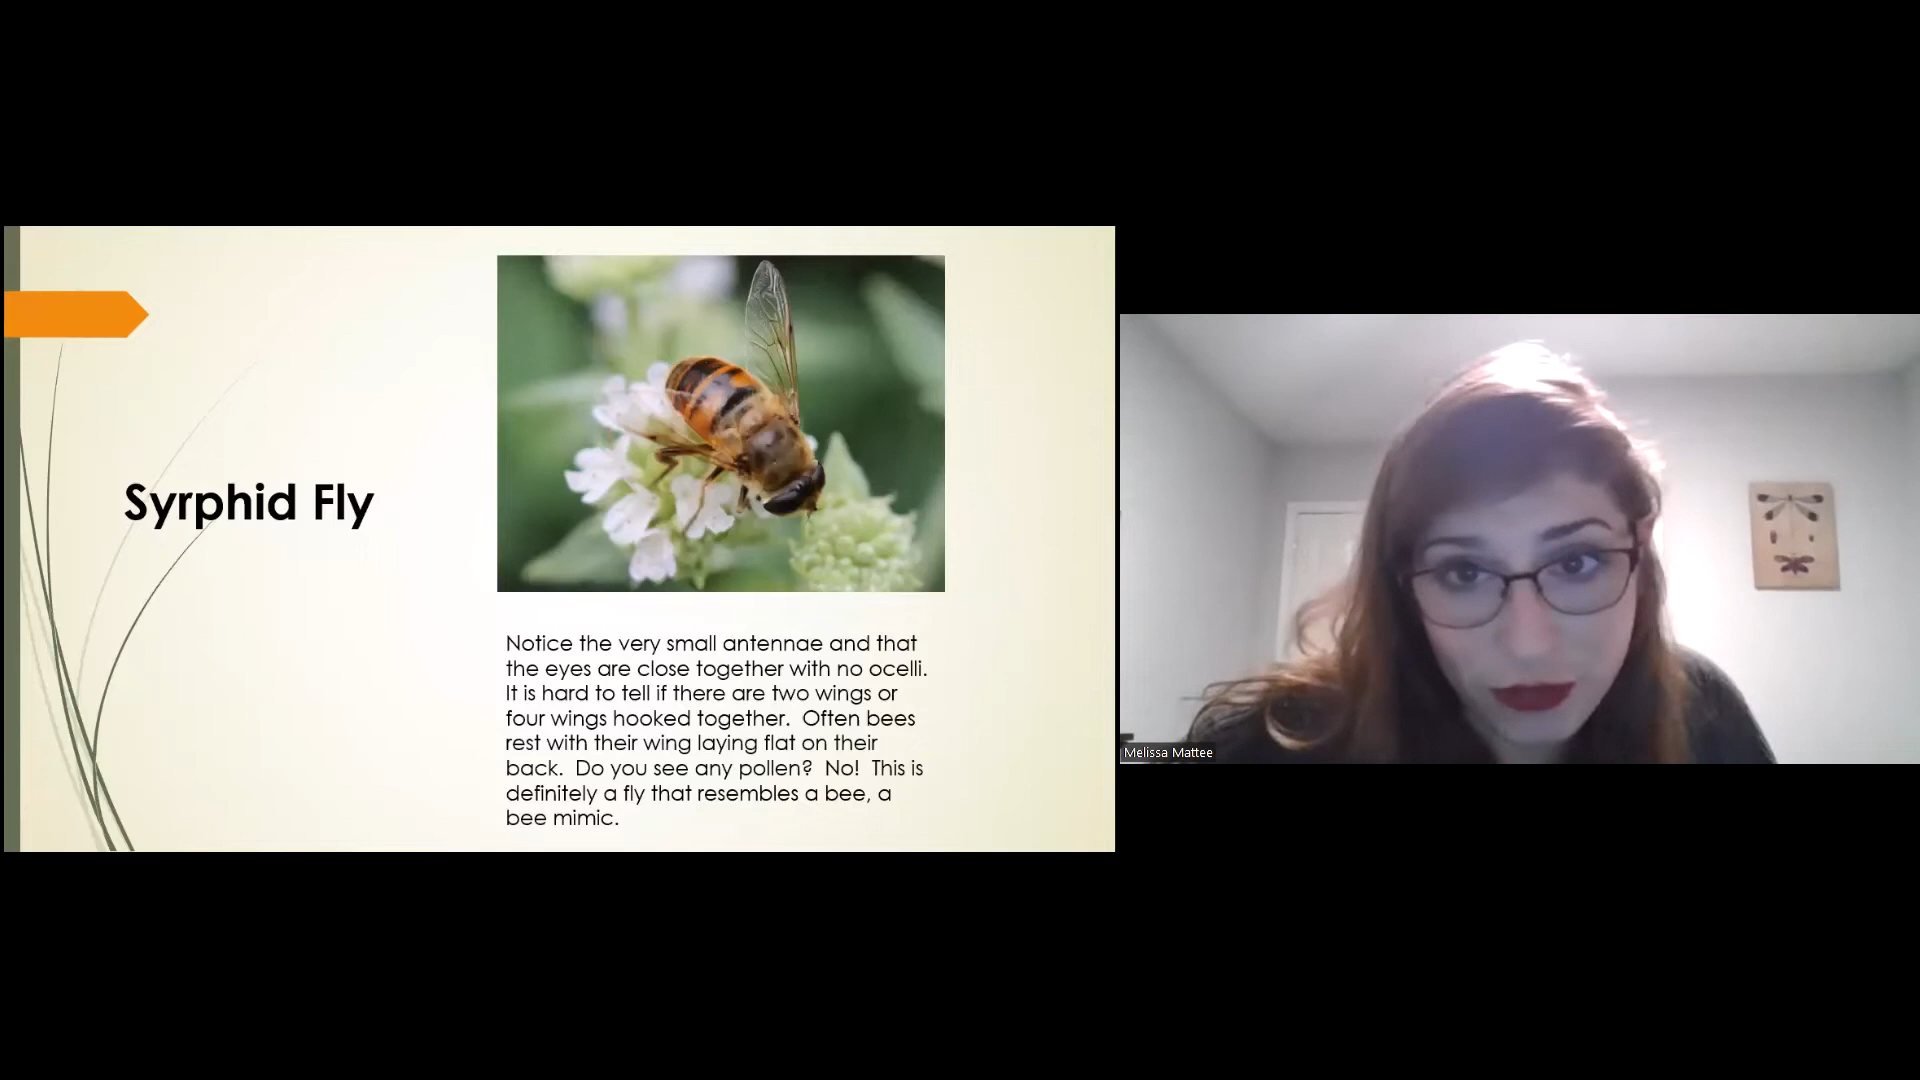 Syrphid Fly
Notice the very small antennae and that
the eyes are close together with no ocelli.
It is hard to tell if there are two wings or
four wings hooked together.  Often bees
rest with their wing laying flat on their
back.  Do you see any pollen?  No!  This is
definitely a fly that resembles a bee, a
bee mimic.
Melissa Mattee